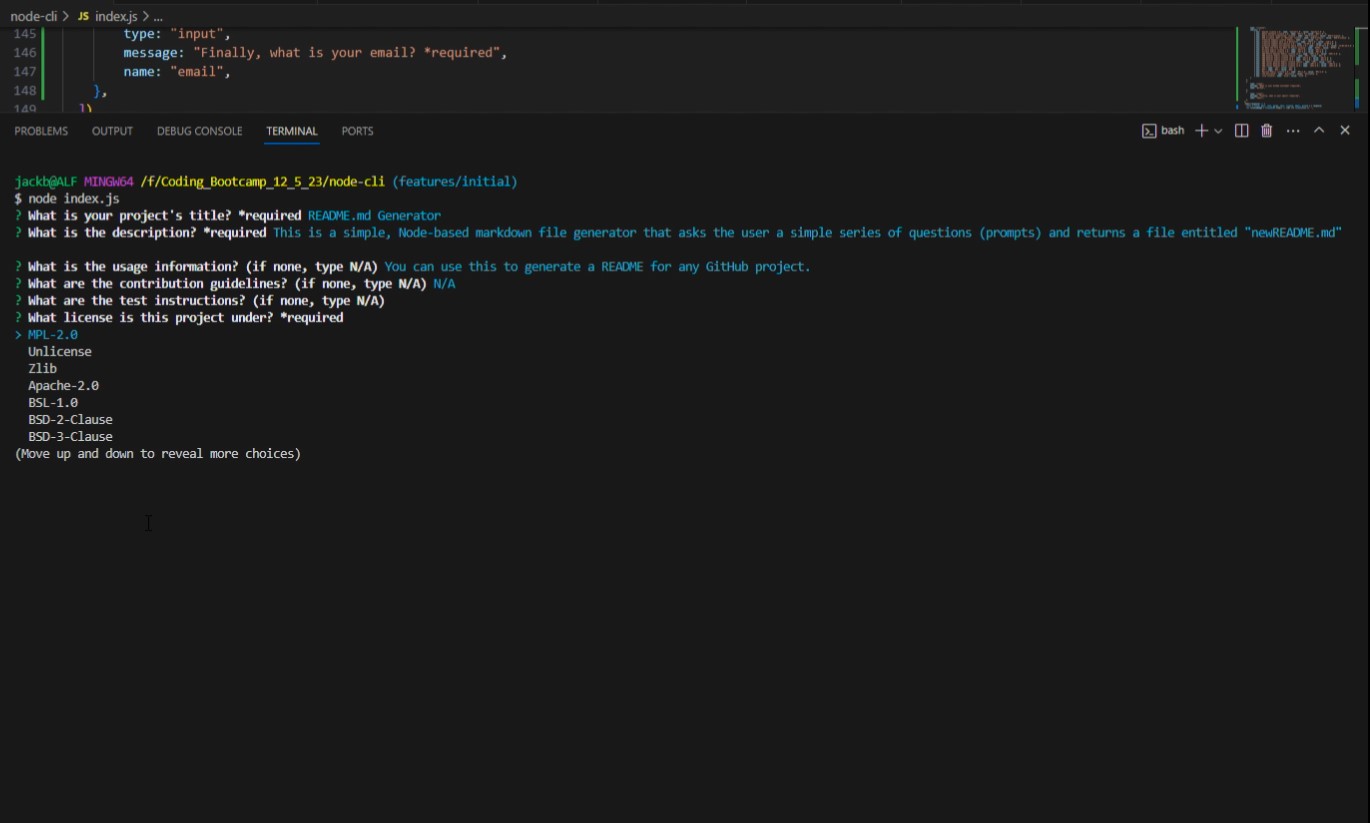 node-cli > JS index.js > ...
145 type: "input",
146 message: "Finally, what is your email? *required",
147 name: "email",
148 },
149 ])
PROBLEMS OUTPUT DEBUG CONSOLE TERMINAL PORTS bash
jackb@ALF MINGW64 /f/Coding_Bootcamp_12_5_23/node-cli (features/initial)
$ node index.js
? What is your project's title? *required README.md Generator
? What is the description? *required This is a simple, Node-based markdown file generator that asks the user a simple series of questions (prompts) and returns a file entitled "newREADME.md"
? What is the usage information? (if none, type N/A) You can use this to generate a README for any GitHub project.
? What are the contribution guidelines? (if none, type N/A) N/A
? What are the test instructions? (if none, type N/A)
? What license is this project under? *required
> MPL-2.0
Unlicense
Zlib
Apache-2.0
BSL-1.0
BSD-2-Clause
BSD-3-Clause
(Move up and down to reveal more choices)